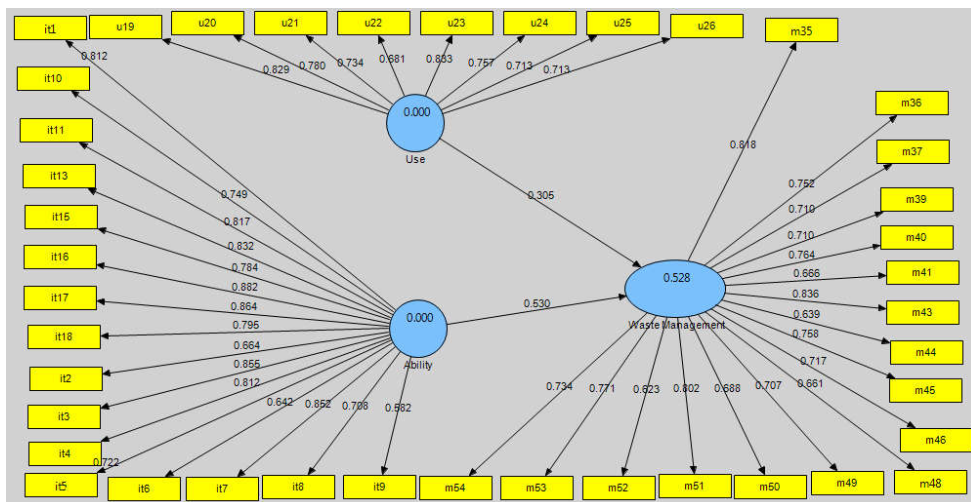 it1
u19
u20
u21
u22
u23
u24
u25
u26
m35
0.812
0.829
0.780
0.734
0.681
0.833
0.757
0.713
0.713
it10
it11
it13
it15
it16
it17
it18
it2
it3
it4
it5
0.000
Use
0.818
m36
m37
m39
m40
m41
m43
m44
m45
m46
m48
0.749
0.817
0.832
0.784
0.882
0.864
0.795
0.664
0.855
0.812
0.722
0.642
0.852
0.708
0.582
0.000
Ability
0.305
0.530
0.528
Waste Management
0.752
0.710
0.710
0.764
0.666
0.836
0.639
0.758
0.717
0.661
0.734
0.771
0.623
0.802
0.688
0.707
it6
it7
it8
it9
m54
m53
m52
m51
m50
m49